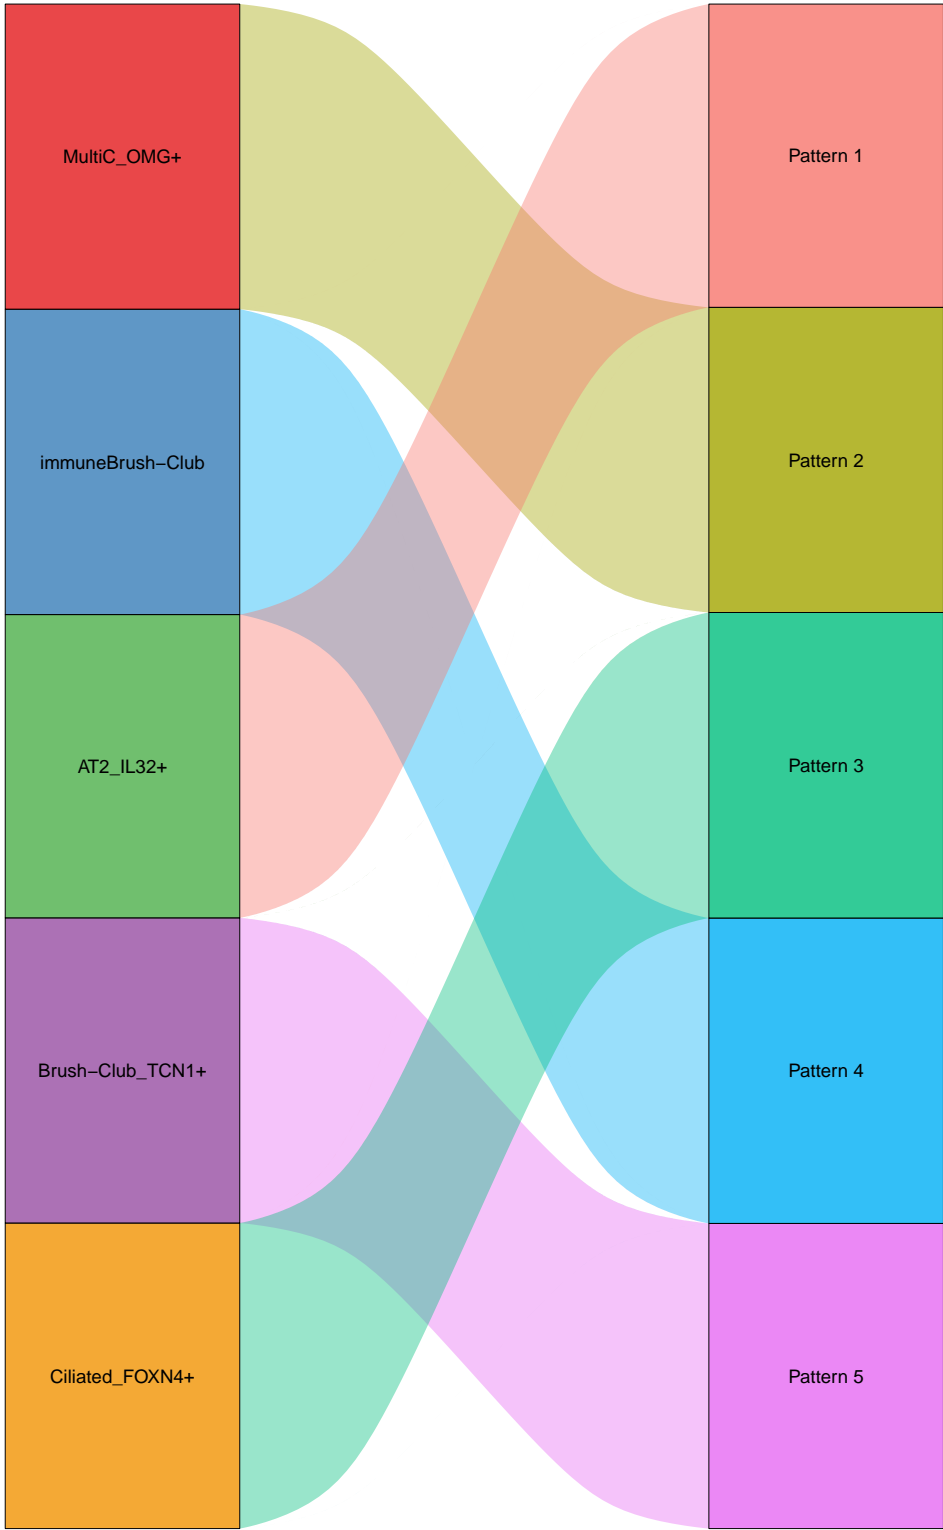 MultiC_OMG+
Pattern 1
immuneBrush−Club
Pattern 2
AT2_IL32+
Pattern 3
Brush−Club_TCN1+
Pattern 4
Ciliated_FOXN4+
Pattern 5